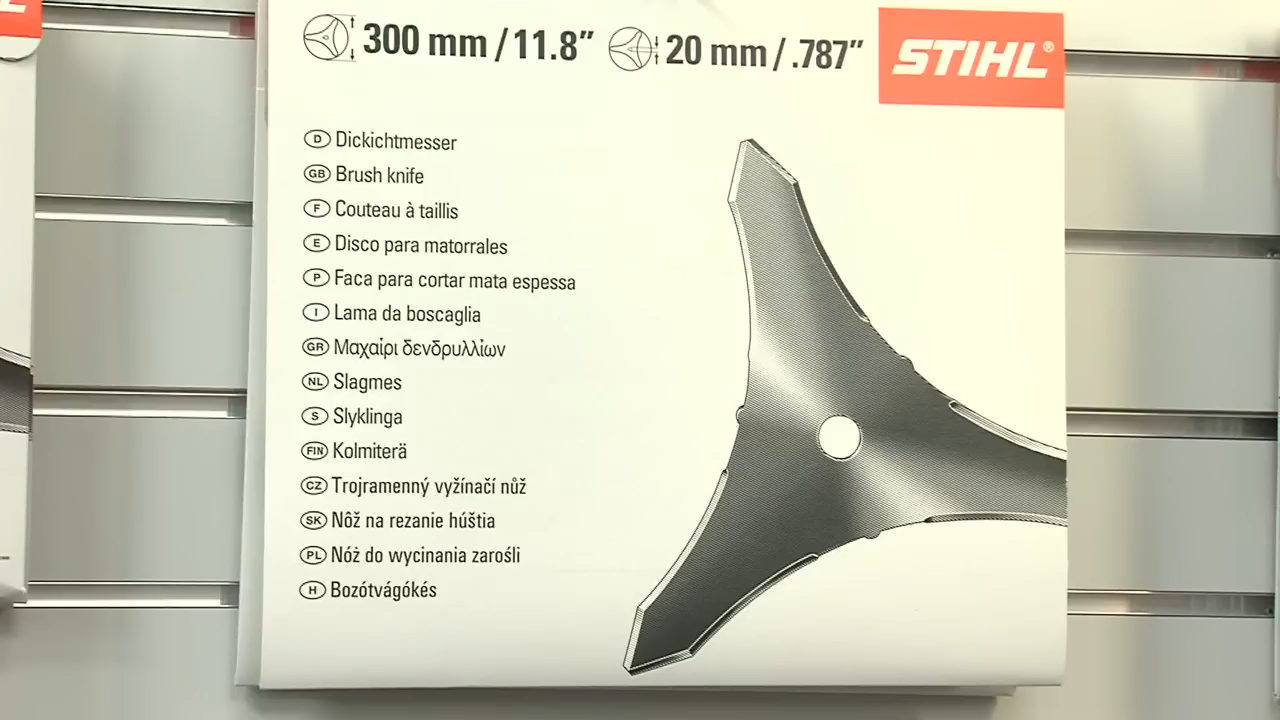 300 mm / 11.8″ 20 mm / .787″ STIHL®
D Dickichtmesser
GB Brush knife
F Couteau à taillis
E Disco para matorrales
P Faca para cortar mata espessa
I Lama da boscaglia
GR Μαχαίρι δενδρυλλίων
NL Slagmes
S Slyklinga
FIN Kolmiterä
CZ Trojramenný vyžínačí nůž
SK Nôž na rezanie húštia
PL Nóż do wycinania zarośli
H Bozótvágókés